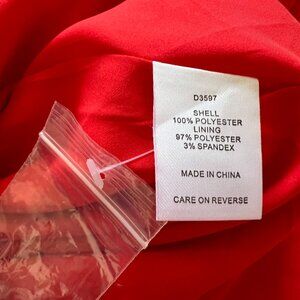 D3597
SHELL
100% POLYESTER
LINING
97% POLYESTER
3% SPANDEX
MADE IN CHINA
CARE ON REVERSE